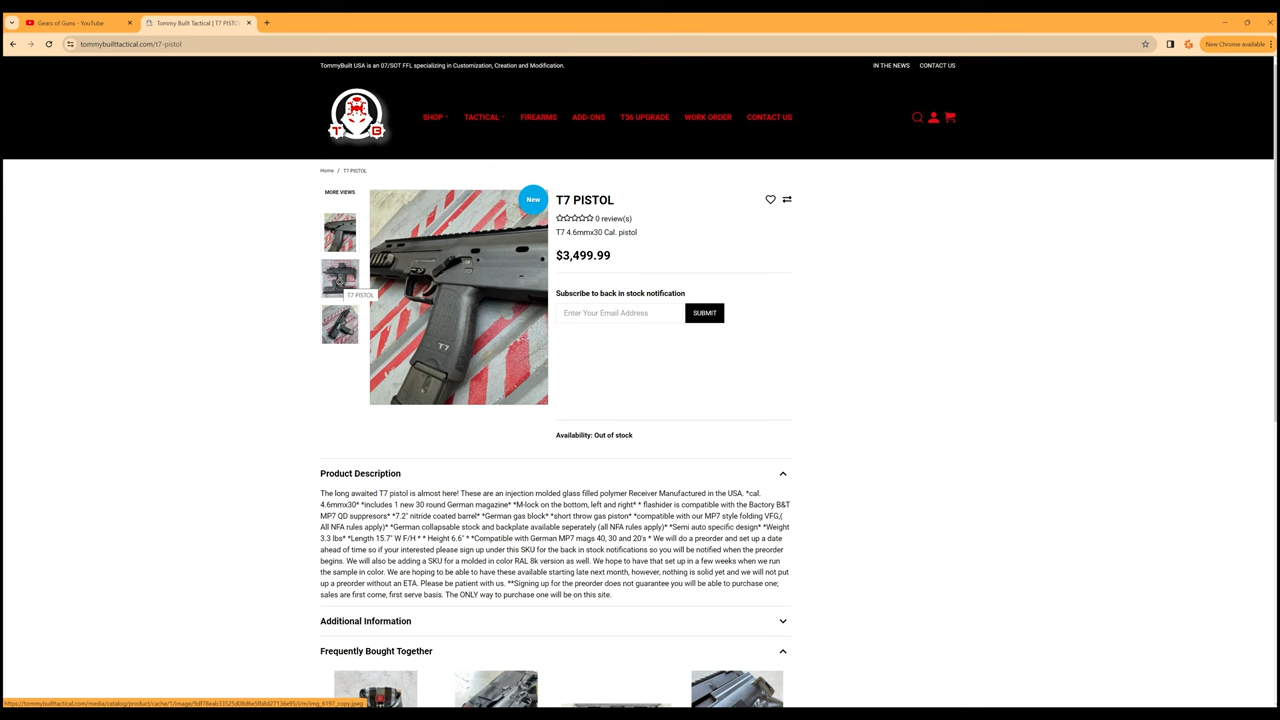 Gears of Guns - YouTube
Tommy Built Tactical | T7 PISTOL
tommybuilttactical.com/t7-pistol
New Chrome available
TommyBuilt USA is an 07/SOT FFL specializing in Customization, Creation and Modification.
IN THE NEWS CONTACT US
T B
SHOP TACTICAL FIREARMS ADD-ONS T36 UPGRADE WORK ORDER CONTACT US
Home / T7 PISTOL
MORE VIEWS
New
T7
T7 PISTOL
T7 PISTOL
0 review(s)
T7 4.6mmx30 Cal. pistol
$3,499.99
Subscribe to back in stock notification
Enter Your Email Address SUBMIT
Availability: Out of stock
Product Description
The long awaited T7 pistol is almost here! These are an injection molded glass filled polymer Receiver Manufactured in the USA. *cal.
4.6mmx30* *includes 1 new 30 round German magazine* *M-lock on the bottom, left and right* * flashider is compatible with the Bactory B&T
MP7 QD suppresors* *7.2" nitride coated barrel* *German gas block* *short throw gas piston* *compatible with our MP7 style folding VFG,(
All NFA rules apply)* *German collapsable stock and backplate available seperately (all NFA rules apply)* *Semi auto specific design* *Weight
3.3 lbs* *Length 15.7" W F/H * * Height 6.6" * *Compatible with German MP7 mags 40, 30 and 20's * We will do a preorder and set up a date
ahead of time so if your interested please sign up under this SKU for the back in stock notifications so you will be notified when the preorder
begins. We will also be adding a SKU for a molded in color RAL 8k version as well. We hope to have that set up in a few weeks when we run
the sample in color. We are hoping to be able to have these available starting late next month, however, nothing is solid yet and we will not put
up a preorder without an ETA. Please be patient with us. **Signing up for the preorder does not guarantee you will be able to purchase one;
sales are first come, first serve basis. The ONLY way to purchase one will be on this site.
Additional Information
Frequently Bought Together